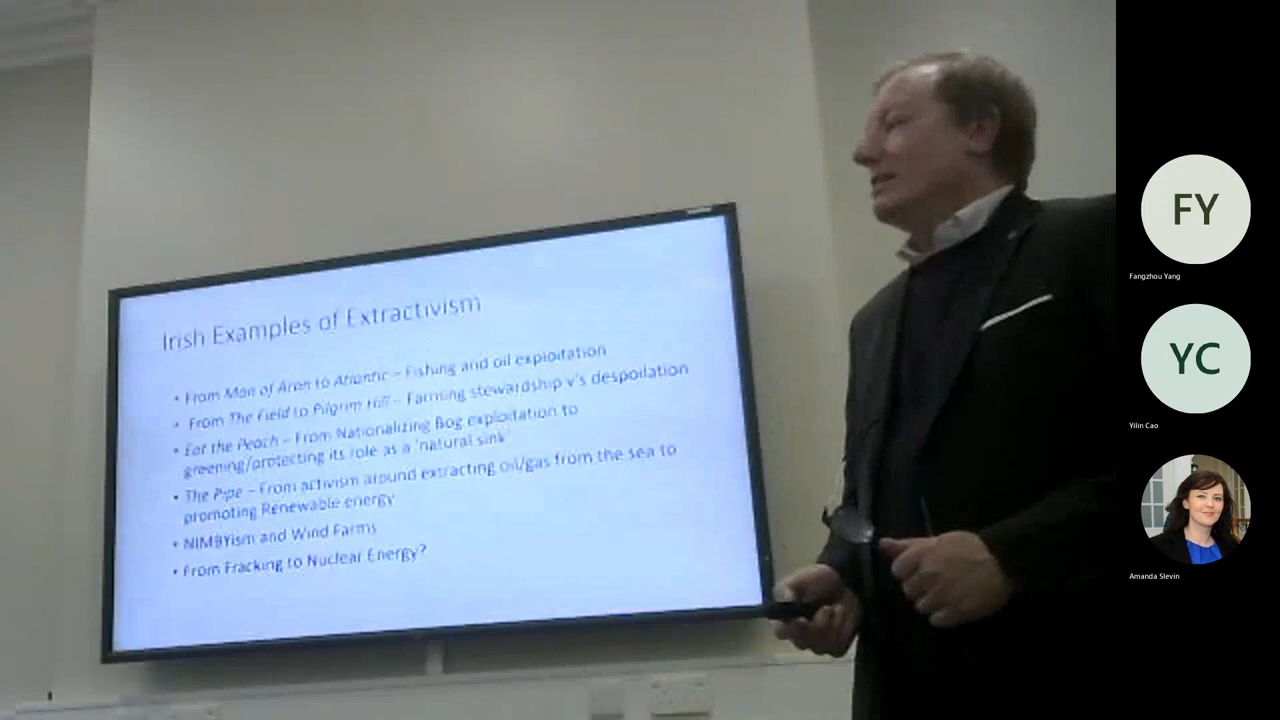 Irish Examples of Extractivism
• From Man of Aran to Atlantic – Fishing and oil exploitation
• From The Field to Pilgrim Hill – Farming stewardship v's despoilation
• Eat the Peach – From Nationalizing Bog exploitation to
greening/protecting its role as a 'natural sink'
• The Pipe – From activism around extracting oil/gas from the sea to
promoting Renewable energy
• NIMBYism and Wind Farms
• From Fracking to Nuclear Energy?
FY
Fangzhou Yang
YC
Yilin Cao
Amanda Slevin